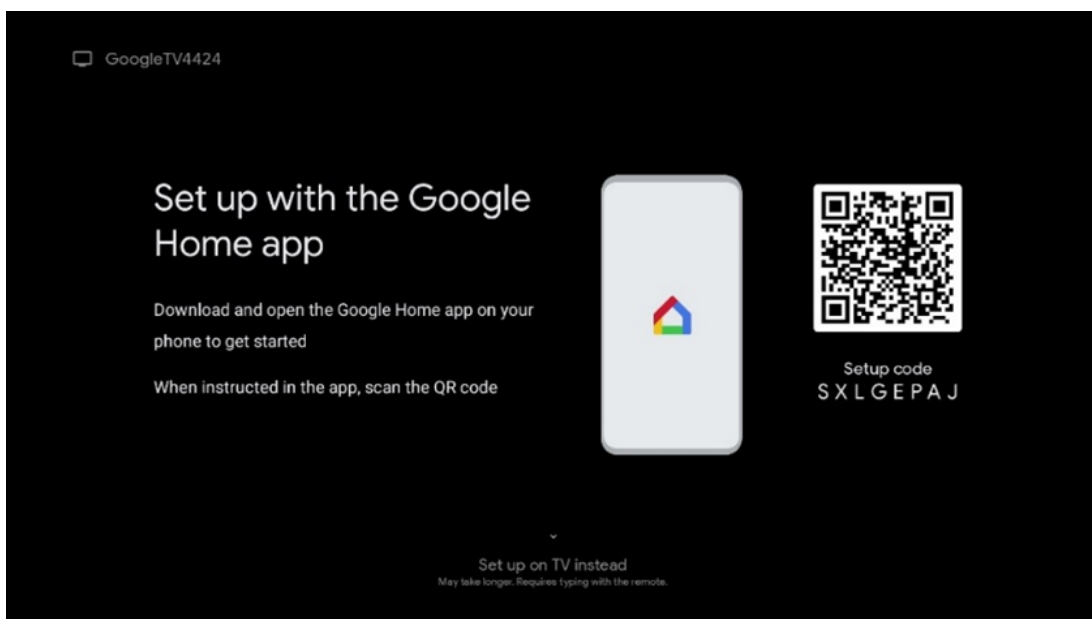 GoogleTV4424
Set up with the Google
Home app
Download and open the Google Home app on your
phone to get started
When instructed in the app, scan the QR code
Setup code
SXLGEPAJ
Set up on TV instead
May take longer. Requires typing with the remote.